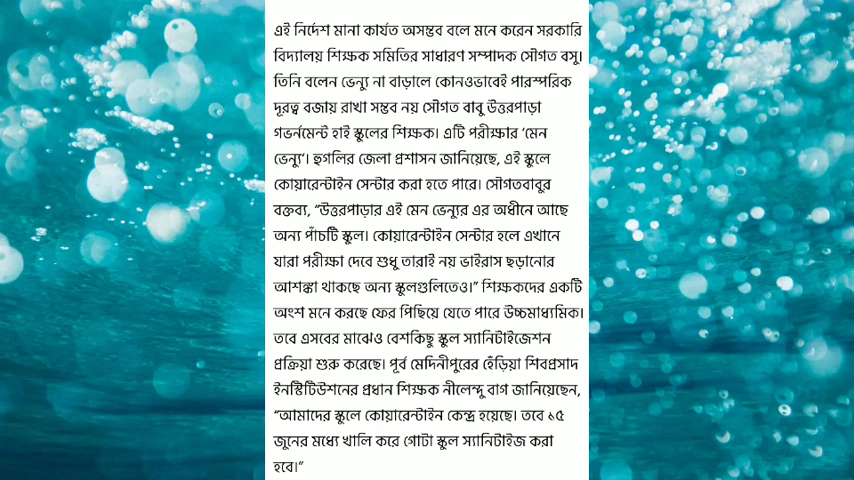 এই নির্দেশ মানা কার্যত অসম্ভব বলে মনে করেন সরকারি
বিদ্যালয় শিক্ষক সমিতির সাধারণ সম্পাদক সৌগত বসু।
তিনি বলেন ভেন্যু না বাড়ালে কোনওভাবেই পারস্পরিক
দূরত্ব বজায় রাখা সম্ভব নয় সৌগত বাবু উত্তরপাড়া
গভর্নমেন্ট হাই স্কুলের শিক্ষক। এটি পরীক্ষার ‘মেন
ভেন্যু’। হুগলির জেলা প্রশাসন জানিয়েছে, এই স্কুলে
কোয়ারেন্টাইন সেন্টার করা হতে পারে। সৌগতবাবুর
বক্তব্য, “উত্তরপাড়ার এই মেন ভেন্যুর এর অধীনে আছে
অন্য পাঁচটি স্কুল। কোয়ারেন্টাইন সেন্টার হলে এখানে
যারা পরীক্ষা দেবে শুধু তারাই নয় ভাইরাস ছড়ানোর
আশঙ্কা থাকছে অন্য স্কুলগুলিতেও।” শিক্ষকদের একটি
অংশ মনে করছে ফের পিছিয়ে যেতে পারে উচ্চমাধ্যমিক।
তবে এসবের মাঝেও বেশকিছু স্কুল স্যানিটাইজেশন
প্রক্রিয়া শুরু করেছে। পূর্ব মেদিনীপুরের হেঁড়িয়া শিবপ্রসাদ
ইনস্টিটিউশনের প্রধান শিক্ষক নীলেন্দু বাগ জানিয়েছেন,
“আমাদের স্কুলে কোয়ারেন্টাইন কেন্দ্র হয়েছে। তবে ১৫
জুনের মধ্যে খালি করে গোটা স্কুল স্যানিটাইজ করা
হবে।”